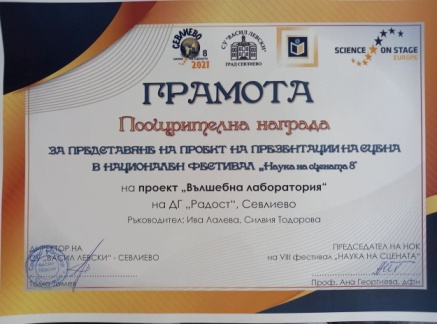 СЕВЛИЕВО
8
2021
СУ "ВАСИЛ ЛЕВСКИ"
ГРАД СЕВЛИЕВО
SCIENCE ON STAGE
EUROPE
ГРАМОТА
Поощрителна награда
ЗА ПРЕДСТАВЯНЕ НА ПРОЕКТ НА ПРЕЗЕНТАЦИИ НА СЦЕНА
В НАЦИОНАЛЕН ФЕСТИВАЛ „Наука на сцената 8"
на проект „Вълшебна лаборатория"
на ДГ „Радост", Севлиево
Ръководител: Ива Лалева, Силвия Тодорова
ДИРЕКТОР НА
СУ "ВАСИЛ ЛЕВСКИ" - СЕВЛИЕВО
ПРЕДСЕДАТЕЛ НА НОК
на VIII фестивал „НАУКА НА СЦЕНАТА"
Проф. Ана Георгиева, дфн